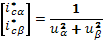 [i*cα
i*cβ] = 1 / (u²α + u²β)